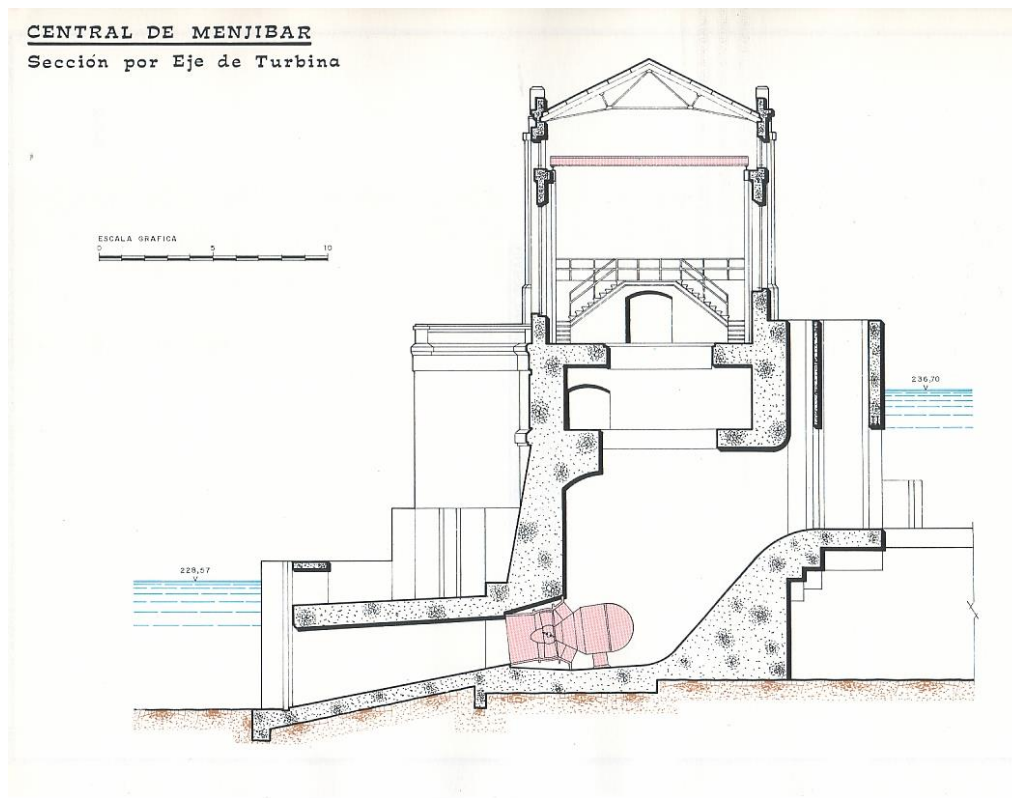 CENTRAL DE MENJIBAR
Sección por Eje de Turbina
ESCALA GRAFICA
0 5 10
236,70
228,57